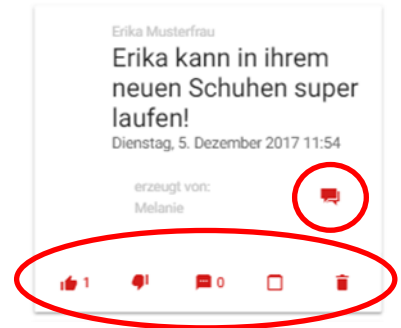 Erika Musterfrau
Erika kann in ihrem
neuen Schuhen super
laufen!
Dienstag, 5. Dezember 2017 11:54
erzeugt von:
Melanie
1 0